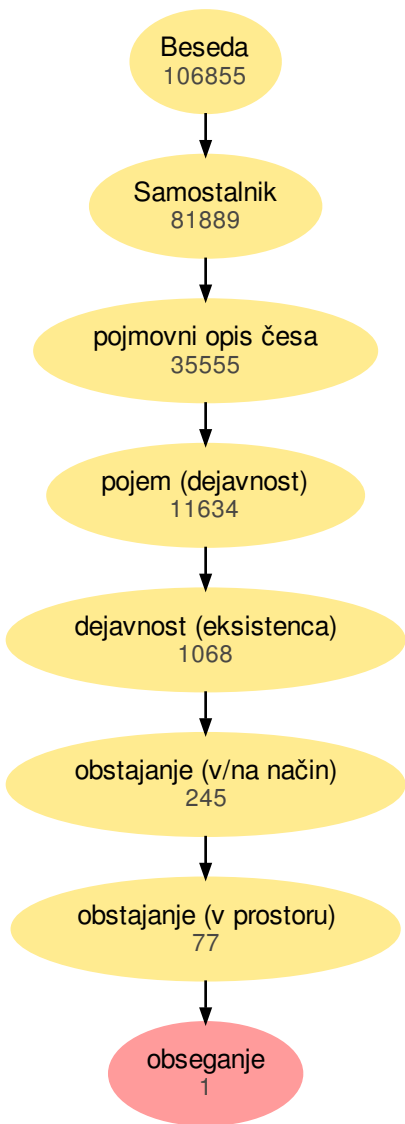 Beseda
106855
Samostalnik
81889
pojmovni opis česa
35555
pojem (dejavnost)
11634
dejavnost (eksistenca)
1068
obstajanje (v/na način)
245
obstajanje (v prostoru)
77
obseganje
1